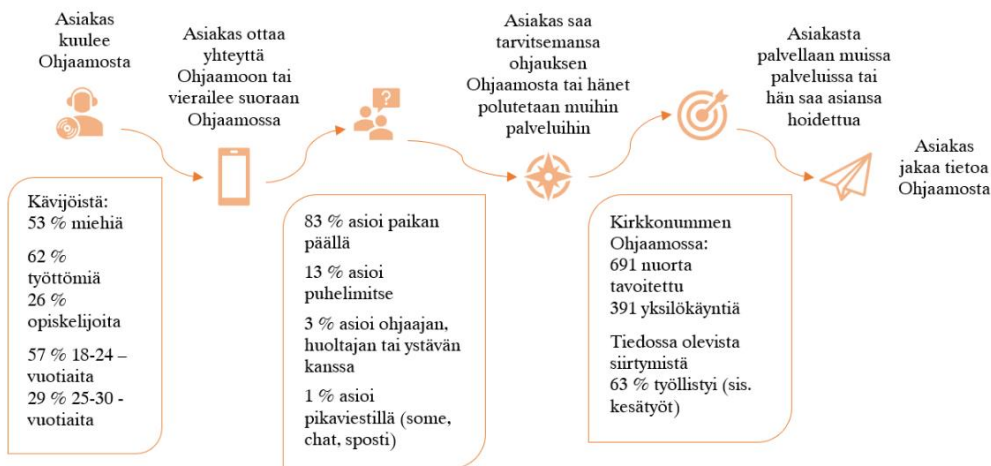 Asiakas
kuulee
Ohjaamosta
Asiakas ottaa
yhteyttä
Ohjaamoon tai
vierailee suoraan
Ohjaamossa
?
Asiakas saa
tarvitsemansa
ohjauksen
Ohjaamosta tai hänet
polutetaan muihin
palveluihin
Asiakasta
palvellaan muissa
palveluissa tai
hän saa asiansa
hoidettua
Asiakas
jakaa tietoa
Ohjaamosta
Kävijöistä:
53 % miehiä
62 %
työttömiä
26 %
opiskelijoita
57 % 18-24 –
vuotiaita
29 % 25-30 -
vuotiaita
83 % asioi paikan
päällä
13 % asioi
puhelimitse
3 % asioi ohjaajan,
huoltajan tai ystävän
kanssa
1 % asioi
pikaviestillä (some,
chat, sposti)
Kirkkonummen
Ohjaamossa:
691 nuorta
tavoitettu
391 yksilökäyntiä
Tiedossa olevista
siirtymistä
63 % työllistyi (sis.
kesätyöt)